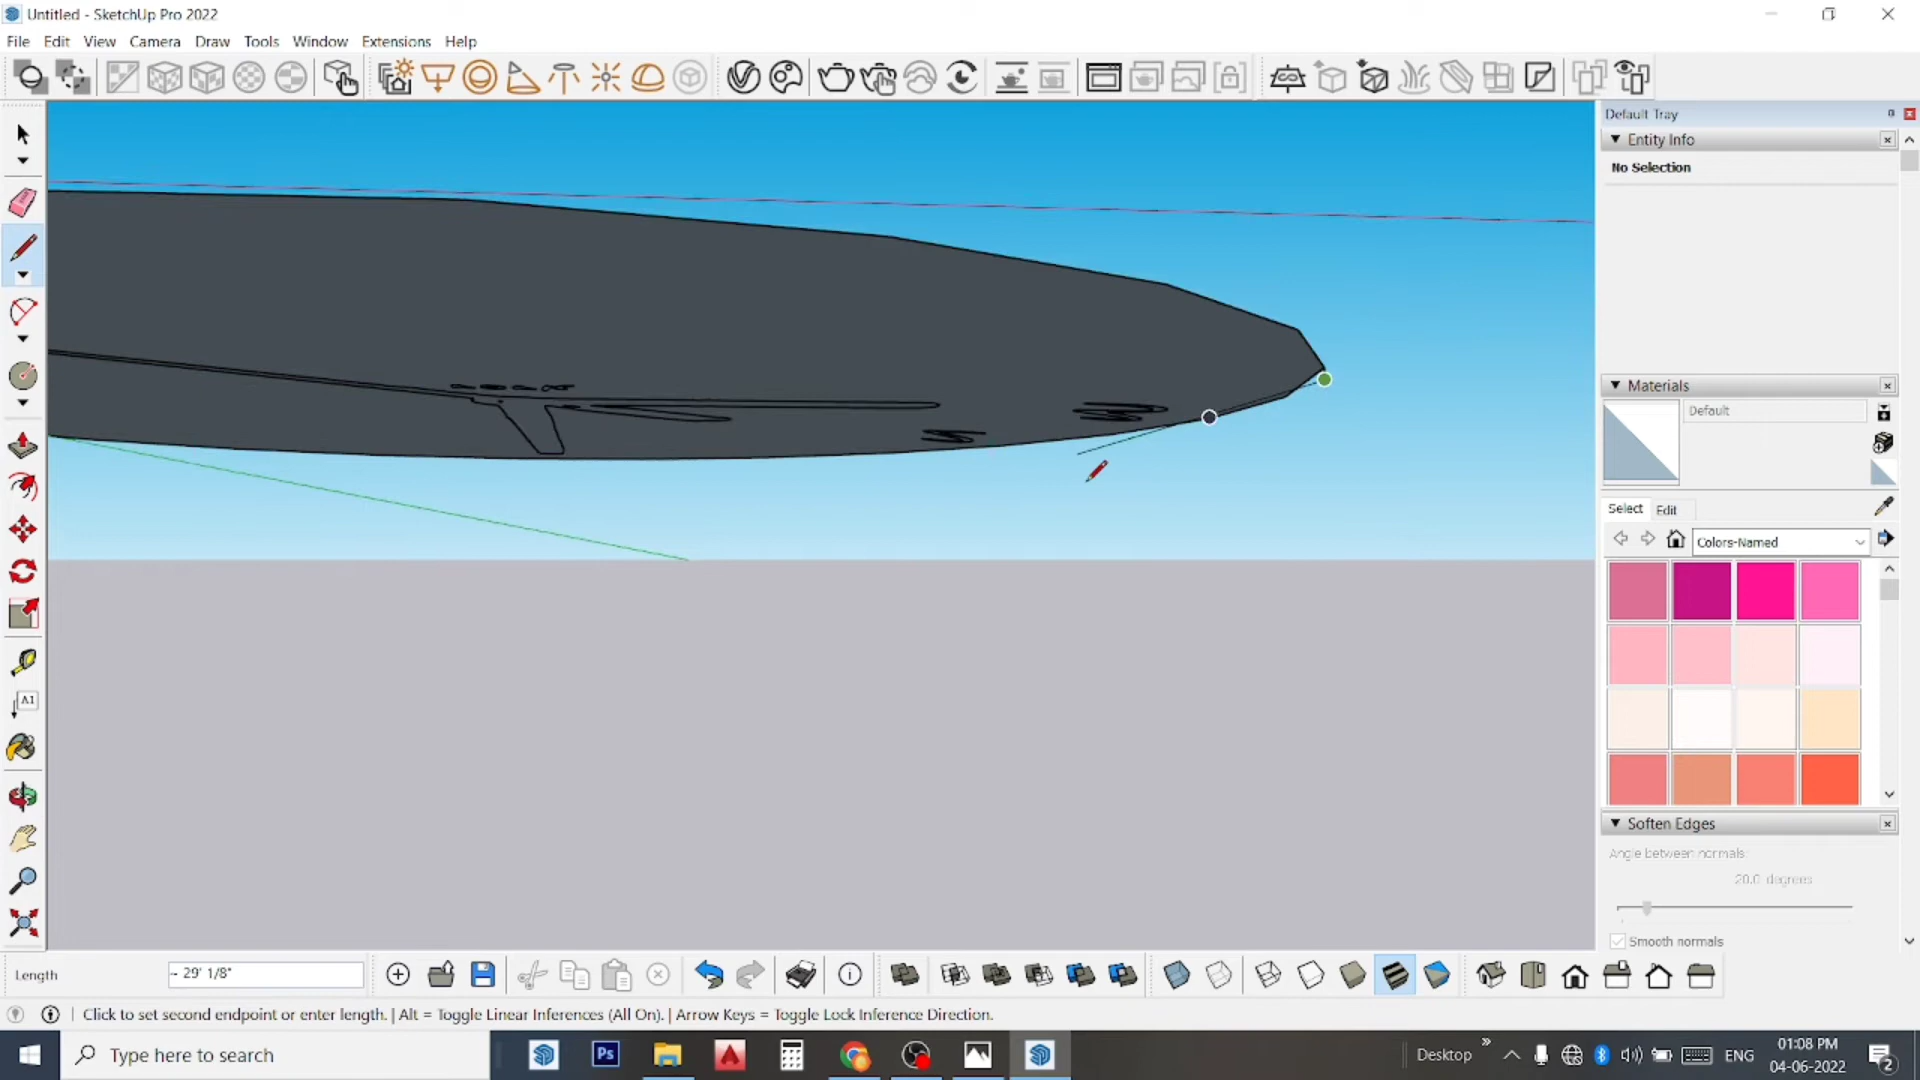 Untitled - SketchUp Pro 2022
File Edit View Camera Draw Tools Window Extensions Help
Default Tray
Entity Info
No Selection
Materials
Default
Select Edit
Colors-Named
Soften Edges
Angle between normals:
20.0 degrees
Smooth normals
A1
Length
~ 29' 1/8"
Click to set second endpoint or enter length. | Alt = Toggle Linear Inferences (All On). | Arrow Keys = Toggle Lock Inference Direction.
Type here to search
Ps
Desktop
ENG
01:08 PM
04-06-2022
2